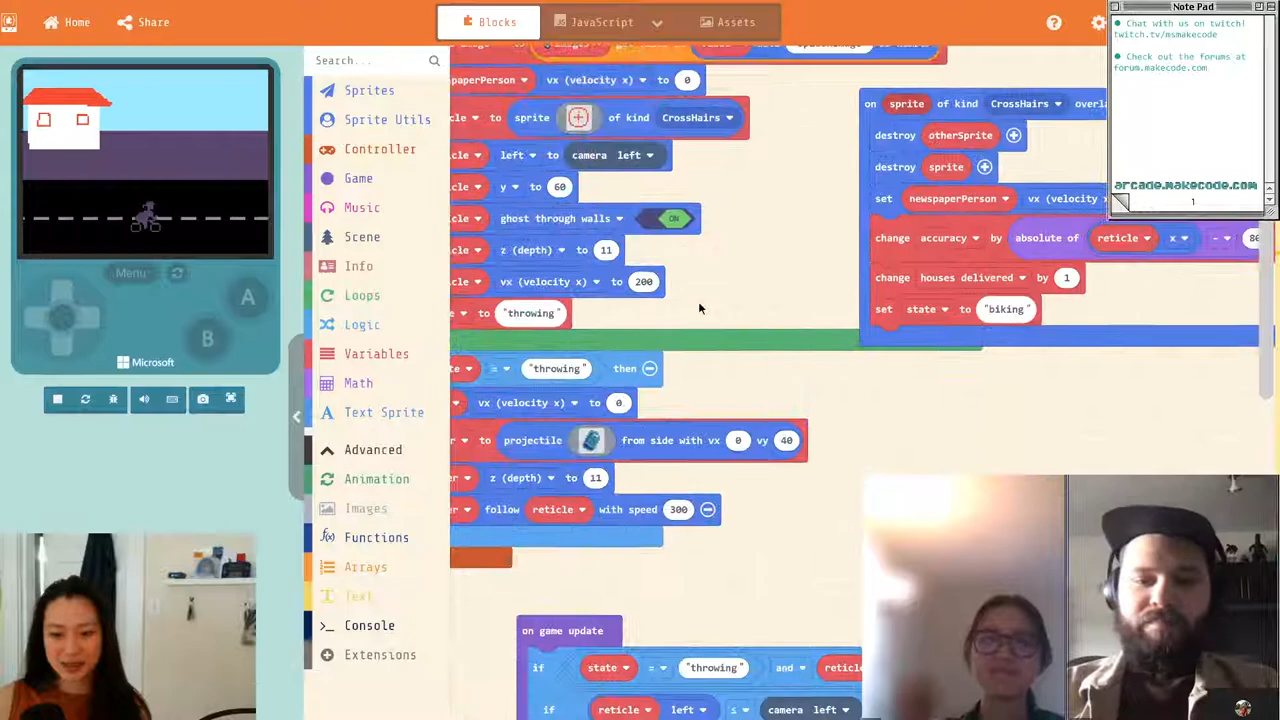 Home
Share
Blocks
JavaScript
Assets
Note Pad
Chat with us on twitch!
twitch.tv/msmakecode
Check out the forums at
forum.makecode.com
arcade.makecode.com
1
Search...
Sprites
Sprite Utils
Controller
Game
Music
Scene
Info
Loops
Logic
Variables
Math
Text Sprite
Advanced
Animation
Images
Functions
Arrays
Text
Console
Extensions
Menu
A
B
Microsoft
to
vx (velocity x) to 0
to sprite of kind CrossHairs
left to camera left
y to 60
ghost through walls ON
z (depth) to 11
vx (velocity x) to 200
to "throwing"
= "throwing" then
vx (velocity x) to 0
to projectile from side with vx 0 vy 40
z (depth) to 11
follow reticle with speed 300
on game update
if state = "throwing" and
if reticle left ≤ camera left
on sprite of kind CrossHairs
destroy otherSprite
destroy sprite
set newspaperPerson vx (velocity
change accuracy by absolute of reticle x -
change houses delivered by 1
set state to "biking"